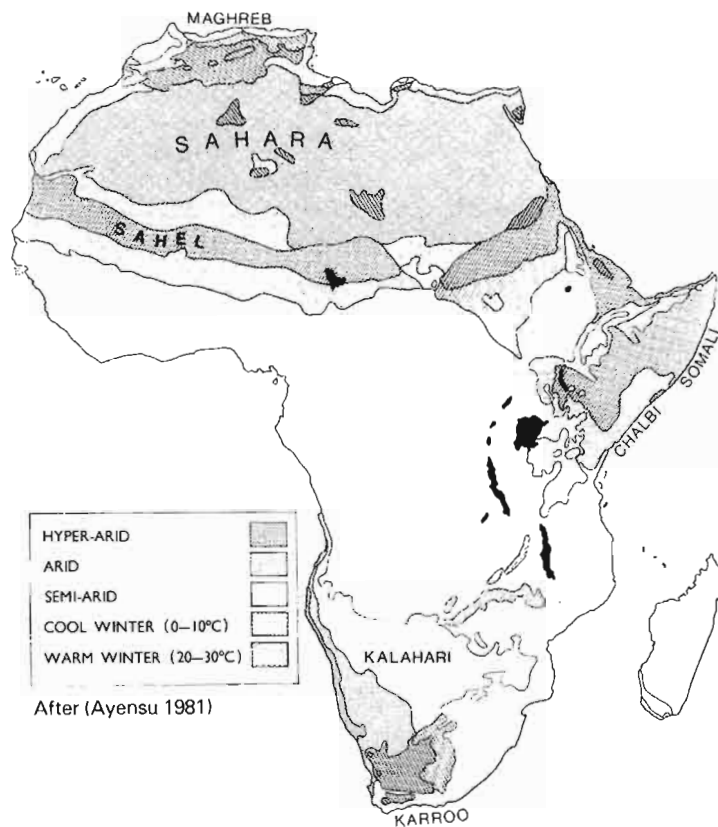 MAGHREB
SAHARA
SAHEL
CHALBI SOMALI
HYPER-ARID
ARID
SEMI-ARID
COOL WINTER (0–10°C)
WARM WINTER (20–30°C)
KALAHARI
After (Ayensu 1981)
KARROO